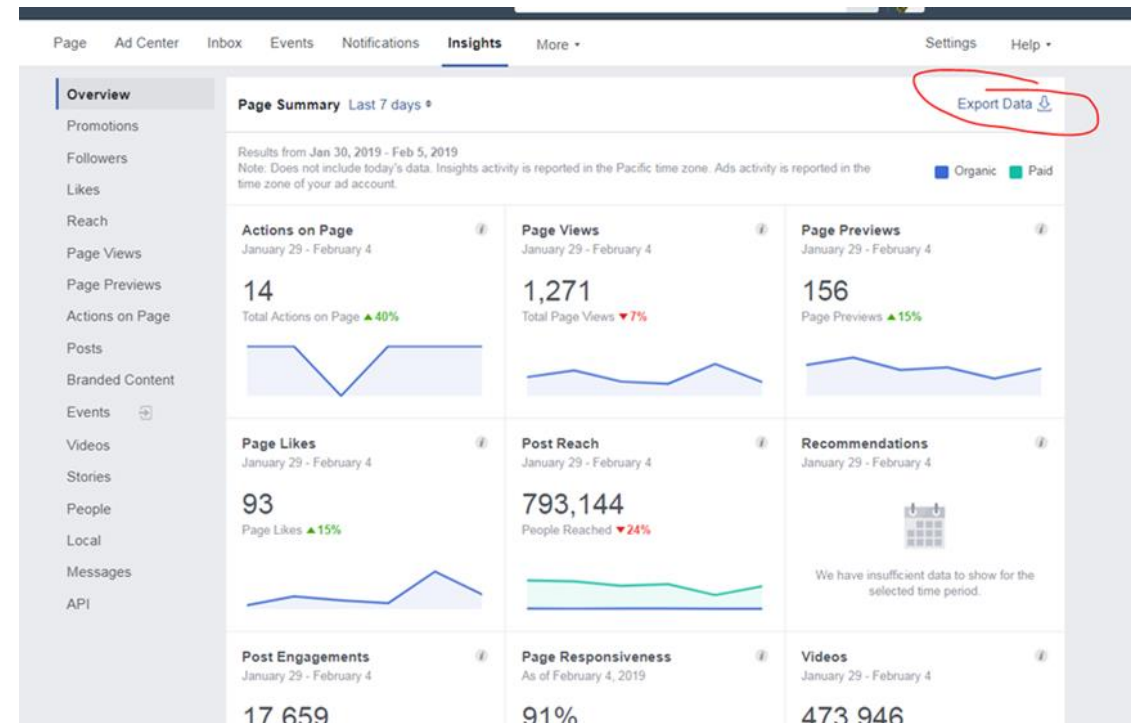 Page Ad Center Inbox Events Notifications Insights More Settings Help
Overview
Promotions
Followers
Likes
Reach
Page Views
Page Previews
Actions on Page
Posts
Branded Content
Events
Videos
Stories
People
Local
Messages
API
Page Summary Last 7 days
Export Data
Results from Jan 30, 2019 - Feb 5, 2019
Note: Does not include today's data. Insights activity is reported in the Pacific time zone. Ads activity is reported in the
time zone of your ad account.
Organic Paid
Actions on Page
January 29 - February 4
14
Total Actions on Page ▲40%
Page Views
January 29 - February 4
1,271
Total Page Views ▼7%
Page Previews
January 29 - February 4
156
Page Previews ▲15%
Page Likes
January 29 - February 4
93
Page Likes ▲15%
Post Reach
January 29 - February 4
793,144
People Reached ▼24%
Recommendations
January 29 - February 4
We have insufficient data to show for the
selected time period.
Post Engagements
January 29 - February 4
17,659
Page Responsiveness
As of February 4, 2019
91%
Videos
January 29 - February 4
473,946